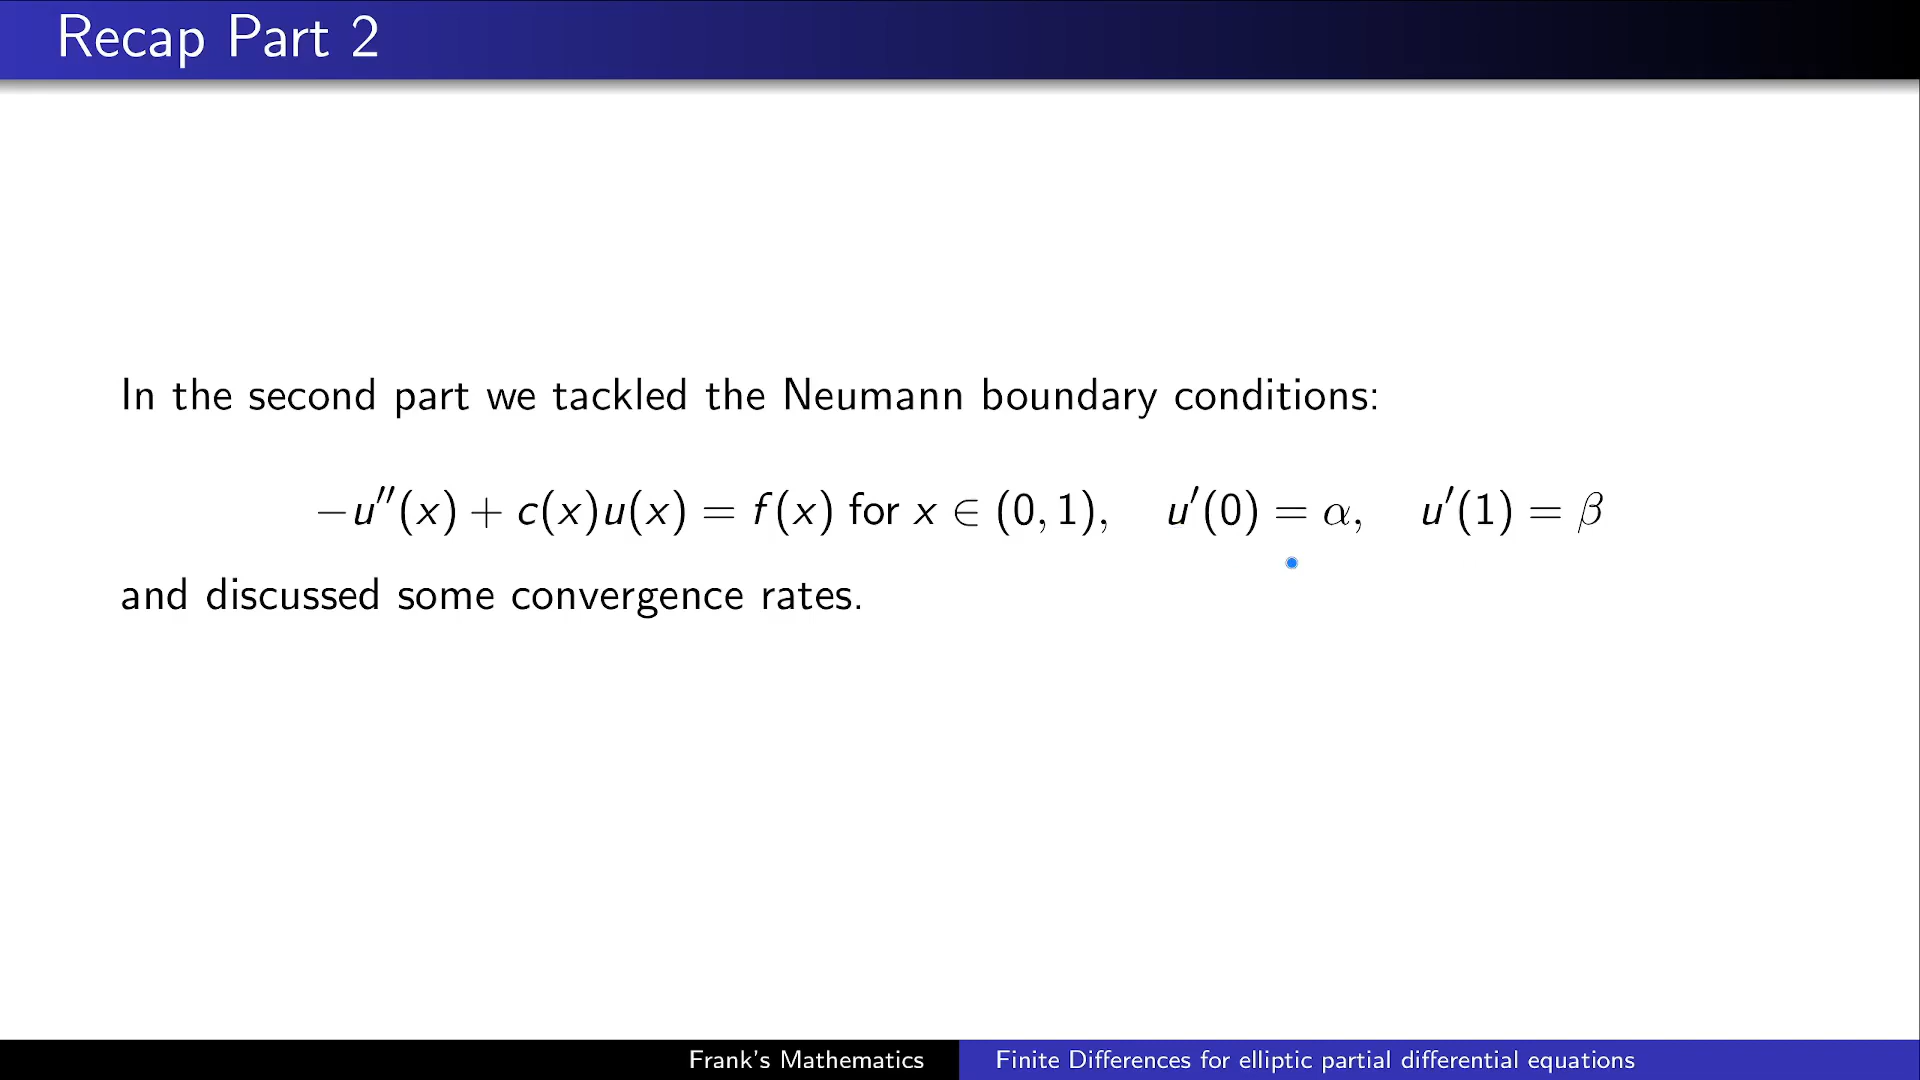 Recap Part 2
In the second part we tackled the Neumann boundary conditions:
−u′′(x) + c(x)u(x) = f(x) for x ∈ (0, 1), u′(0) = α, u′(1) = β
and discussed some convergence rates.
Frank's Mathematics Finite Differences for elliptic partial differential equations